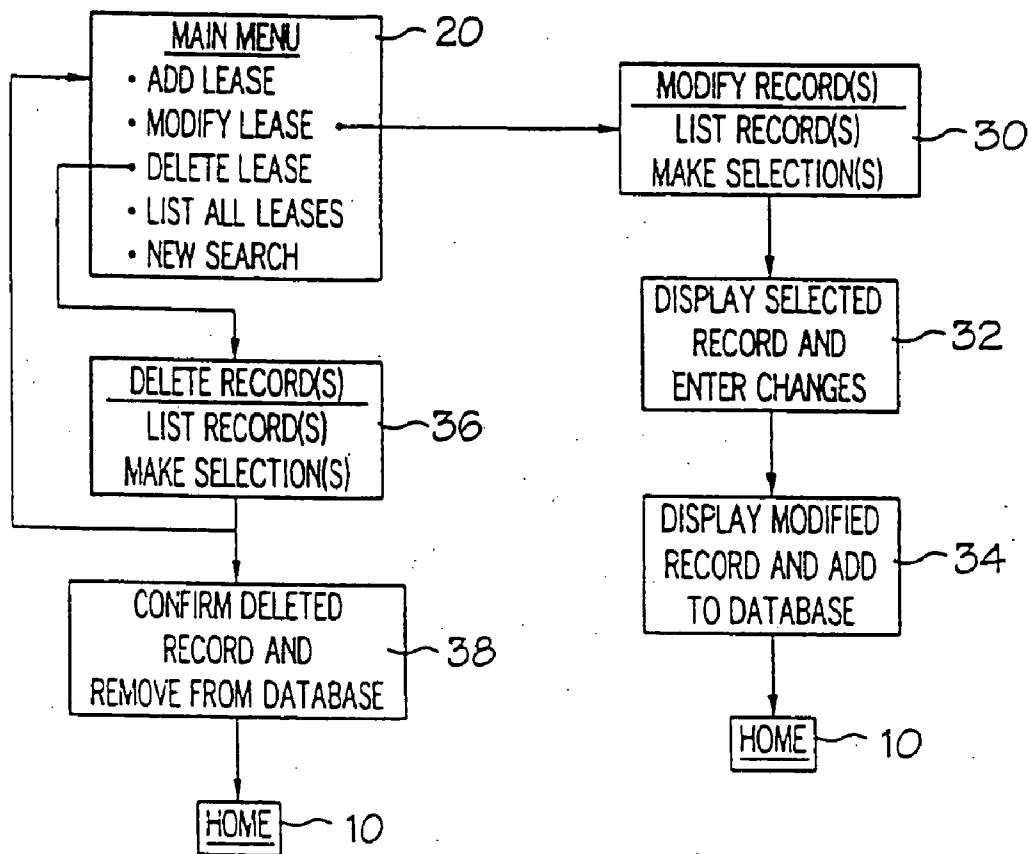 MAIN MENU
• ADD LEASE
• MODIFY LEASE
• DELETE LEASE
• LIST ALL LEASES
• NEW SEARCH
20
MODIFY RECORD(S)
LIST RECORD(S)
MAKE SELECTION(S)
30
DISPLAY SELECTED
RECORD AND
ENTER CHANGES
32
DELETE RECORD(S)
LIST RECORD(S)
MAKE SELECTION(S)
36
DISPLAY MODIFIED
RECORD AND ADD
TO DATABASE
34
CONFIRM DELETED
RECORD AND
REMOVE FROM DATABASE
38
HOME
10
HOME
10